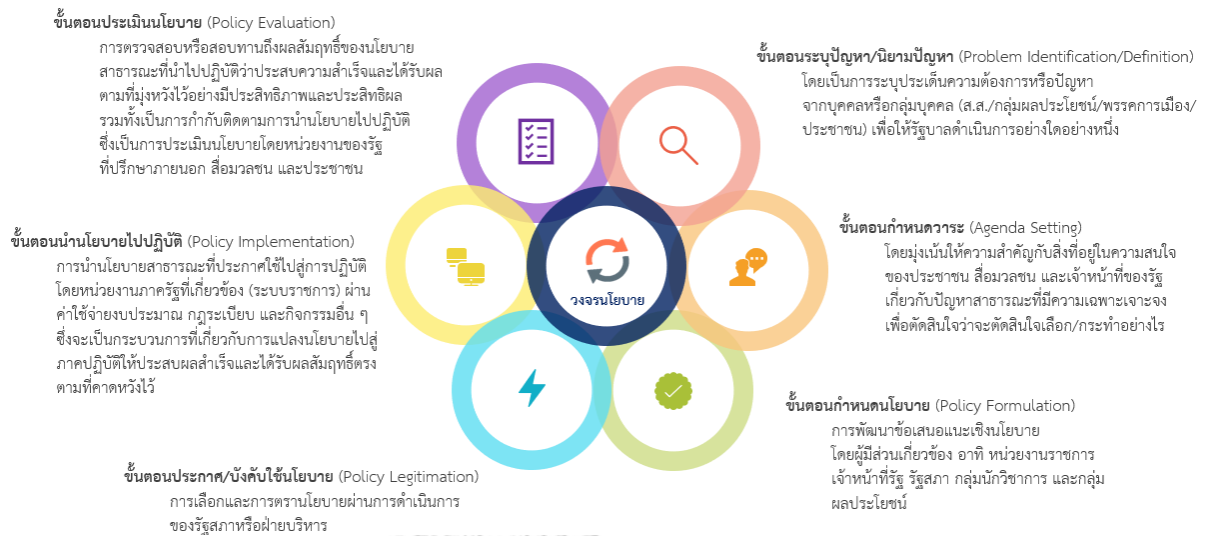 ขั้นตอนประเมินนโยบาย (Policy Evaluation)
การตรวจสอบหรือสอบทานถึงผลสัมฤทธิ์ของนโยบาย
สาธารณะที่นำไปปฏิบัติว่าประสบความสำเร็จและได้รับผล
ตามที่มุ่งหวังไว้อย่างมีประสิทธิภาพและประสิทธิผล
รวมทั้งเป็นการกำกับติดตามการนำนโยบายไปปฏิบัติ
ซึ่งเป็นการประเมินนโยบายโดยหน่วยงานของรัฐ
ที่ปรึกษาภายนอก สื่อมวลชน และประชาชน
ขั้นตอนระบุปัญหา/นิยามปัญหา (Problem Identification/Definition)
โดยเป็นการระบุประเด็นความต้องการหรือปัญหา
จากบุคคลหรือกลุ่มบุคคล (ส.ส./กลุ่มผลประโยชน์/พรรคการเมือง/
ประชาชน) เพื่อให้รัฐบาลดำเนินการอย่างใดอย่างหนึ่ง
ขั้นตอนนำนโยบายไปปฏิบัติ (Policy Implementation)
การนำนโยบายสาธารณะที่ประกาศใช้ไปสู่การปฏิบัติ
โดยหน่วยงานภาครัฐที่เกี่ยวข้อง (ระบบราชการ) ผ่าน
ค่าใช้จ่ายงบประมาณ กฎระเบียบ และกิจกรรมอื่น ๆ
ซึ่งจะเป็นกระบวนการที่เกี่ยวกับการแปลงนโยบายไปสู่
ภาคปฏิบัติให้ประสบผลสำเร็จและได้รับผลสัมฤทธิ์ตรง
ตามที่คาดหวังไว้
วงจรนโยบาย
ขั้นตอนกำหนดวาระ (Agenda Setting)
โดยมุ่งเน้นให้ความสำคัญกับสิ่งที่อยู่ในความสนใจ
ของประชาชน สื่อมวลชน และเจ้าหน้าที่ของรัฐ
เกี่ยวกับปัญหาสาธารณะที่มีความเฉพาะเจาะจง
เพื่อตัดสินใจว่าจะตัดสินใจเลือก/กระทำอย่างไร
ขั้นตอนกำหนดนโยบาย (Policy Formulation)
การพัฒนาข้อเสนอแนะเชิงนโยบาย
โดยผู้มีส่วนเกี่ยวข้อง อาทิ หน่วยงานราชการ
เจ้าหน้าที่รัฐ รัฐสภา กลุ่มนักวิชาการ และกลุ่ม
ผลประโยชน์
ขั้นตอนประกาศ/บังคับใช้นโยบาย (Policy Legitimation)
การเลือกและการตรานโยบายผ่านการดำเนินการ
ของรัฐสภาหรือฝ่ายบริหาร